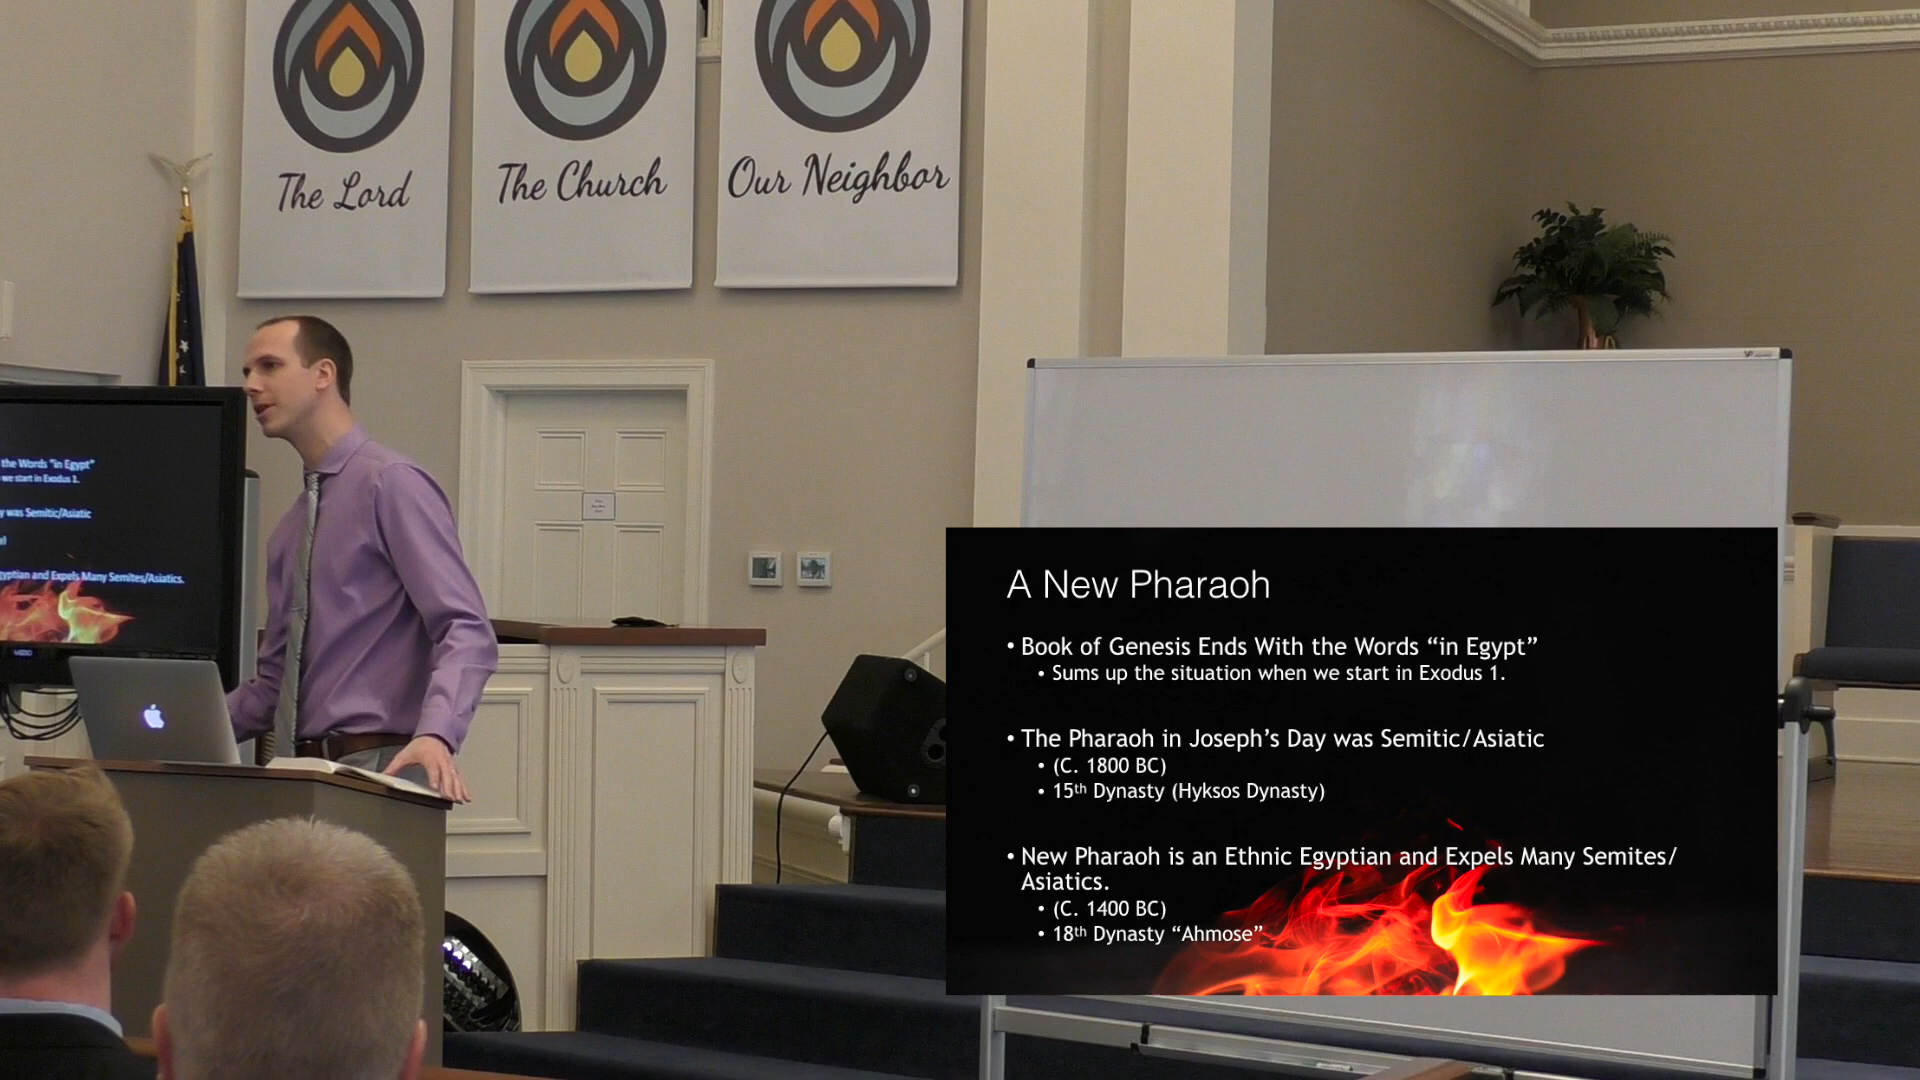 The Lord
The Church
Our Neighbor
the Words "in Egypt"
we start in Exodus 1.
was Semitic/Asiatic
Egyptian and Expels Many Semites/Asiatics.
VIZIO
A New Pharaoh
• Book of Genesis Ends With the Words “in Egypt”
• Sums up the situation when we start in Exodus 1.
• The Pharaoh in Joseph’s Day was Semitic/Asiatic
• (C. 1800 BC)
• 15th Dynasty (Hyksos Dynasty)
• New Pharaoh is an Ethnic Egyptian and Expels Many Semites/
Asiatics.
• (C. 1400 BC)
• 18th Dynasty “Ahmose”